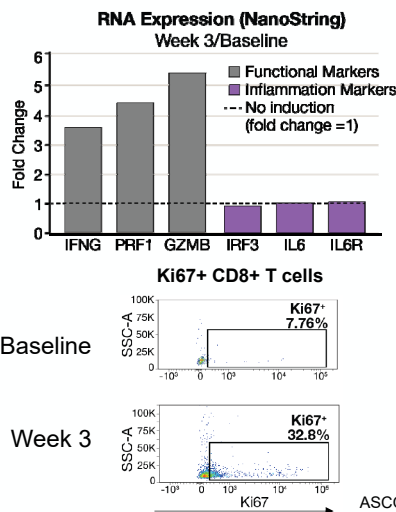 RNA Expression (NanoString)
Week 3/Baseline
Fold Change
6
5
4
3
2
1
0
Functional Markers
Inflammation Markers
No induction
(fold change =1)
IFNG PRF1 GZMB IRF3 IL6 IL6R
Ki67+ CD8+ T cells
Baseline
SSC-A
100K
75K
50K
25K
0
Ki67+
7.76%
-10³ 0 10³ 10⁴ 10⁵
Week 3
SSC-A
100K
75K
50K
25K
0
Ki67+
32.8%
-10³ 0 10³ 10⁴ 10⁵
Ki67